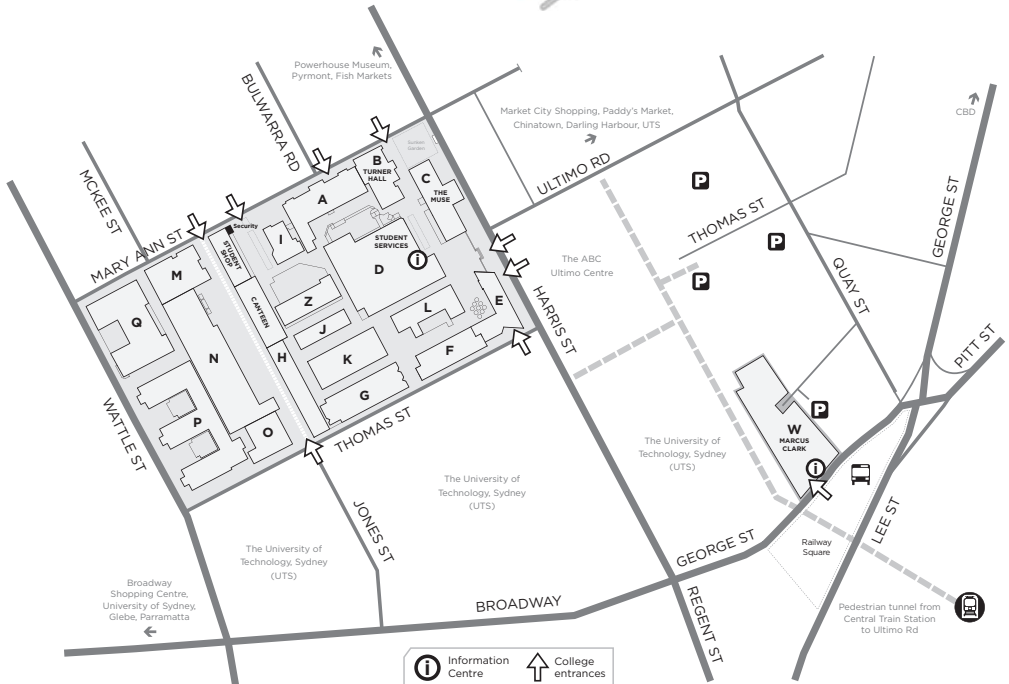 Powerhouse Museum,
Pyrmont, Fish Markets
BULWARRA RD
Market City Shopping, Paddy's Market,
Chinatown, Darling Harbour, UTS
CBD
MCKEE ST
MARY ANN ST
ULTIMO RD
THOMAS ST
QUAY ST
GEORGE ST
PITT ST
Sunken
Garden
B
TURNER
HALL
C
THE
MUSE
A
Security
STUDENT
SHOP
I
STUDENT
SERVICES
D
i
M
CANTEEN
Z
J
L
E
Q
N
H
K
F
G
P
O
P
P
P
P
The ABC
Ultimo Centre
HARRIS ST
WATTLE ST
THOMAS ST
JONES ST
W
MARCUS
CLARK
i
The University of
Technology, Sydney
(UTS)
The University of
Technology, Sydney
(UTS)
The University of
Technology, Sydney
(UTS)
GEORGE ST
LEE ST
Railway
Square
BROADWAY
REGENT ST
Broadway
Shopping Centre,
University of Sydney,
Glebe, Parramatta
Pedestrian tunnel from
Central Train Station
to Ultimo Rd
i
Information
Centre
College
entrances